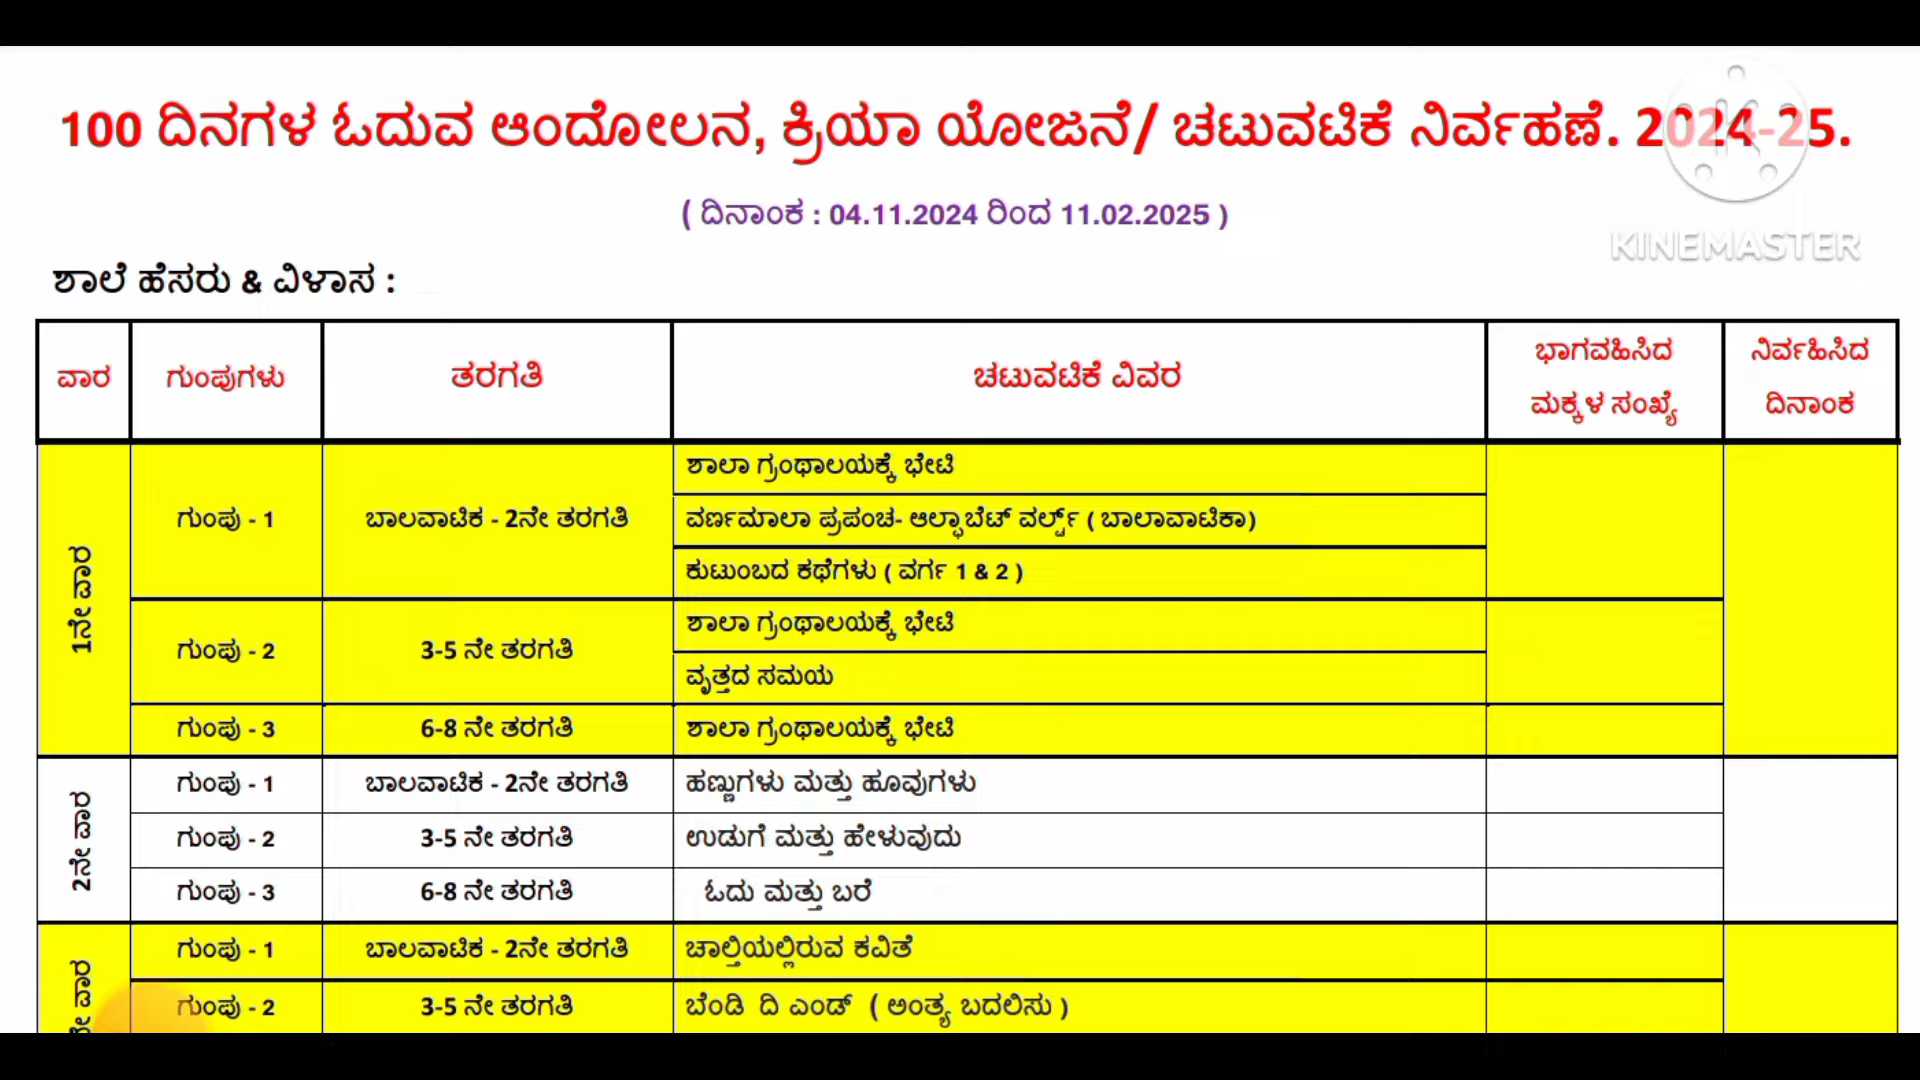 100 ದಿನಗಳ ಓದುವ ಆಂದೋಲನ, ಕ್ರಿಯಾ ಯೋಜನೆ/ ಚಟುವಟಿಕೆ ನಿರ್ವಹಣೆ. 2024-25.
( ದಿನಾಂಕ : 04.11.2024 ರಿಂದ 11.02.2025 )
KINEMASTER
ಶಾಲೆ ಹೆಸರು & ವಿಳಾಸ :
ವಾರ ಗುಂಪುಗಳು ತರಗತಿ ಚಟುವಟಿಕೆ ವಿವರ ಭಾಗವಹಿಸಿದ ಮಕ್ಕಳ ಸಂಖ್ಯೆ ನಿರ್ವಹಿಸಿದ ದಿನಾಂಕ
1ನೇ ವಾರ
ಗುಂಪು - 1 ಬಾಲವಾಟಿಕ - 2ನೇ ತರಗತಿ ಶಾಲಾ ಗ್ರಂಥಾಲಯಕ್ಕೆ ಭೇಟಿ
ವರ್ಣಮಾಲಾ ಪ್ರಪಂಚ- ಆಲ್ಫಾಬೆಟ್ ವರ್ಲ್ಡ್ ( ಬಾಲಾವಾಟಿಕಾ)
ಕುಟುಂಬದ ಕಥೆಗಳು ( ವರ್ಗ 1 & 2 )
ಗುಂಪು - 2 3-5 ನೇ ತರಗತಿ ಶಾಲಾ ಗ್ರಂಥಾಲಯಕ್ಕೆ ಭೇಟಿ
ವೃತ್ತದ ಸಮಯ
ಗುಂಪು - 3 6-8 ನೇ ತರಗತಿ ಶಾಲಾ ಗ್ರಂಥಾಲಯಕ್ಕೆ ಭೇಟಿ
2ನೇ ವಾರ
ಗುಂಪು - 1 ಬಾಲವಾಟಿಕ - 2ನೇ ತರಗತಿ ಹಣ್ಣುಗಳು ಮತ್ತು ಹೂವುಗಳು
ಗುಂಪು - 2 3-5 ನೇ ತರಗತಿ ಉಡುಗೆ ಮತ್ತು ಹೇಳುವುದು
ಗುಂಪು - 3 6-8 ನೇ ತರಗತಿ ಓದು ಮತ್ತು ಬರೆ
ನೇ ವಾರ
ಗುಂಪು - 1 ಬಾಲವಾಟಿಕ - 2ನೇ ತರಗತಿ ಚಾಲ್ತಿಯಲ್ಲಿರುವ ಕವಿತೆ
ಗುಂಪು - 2 3-5 ನೇ ತರಗತಿ ಬೆಂಡಿ ದಿ ಎಂಡ್ ( ಅಂತ್ಯ ಬದಲಿಸು )